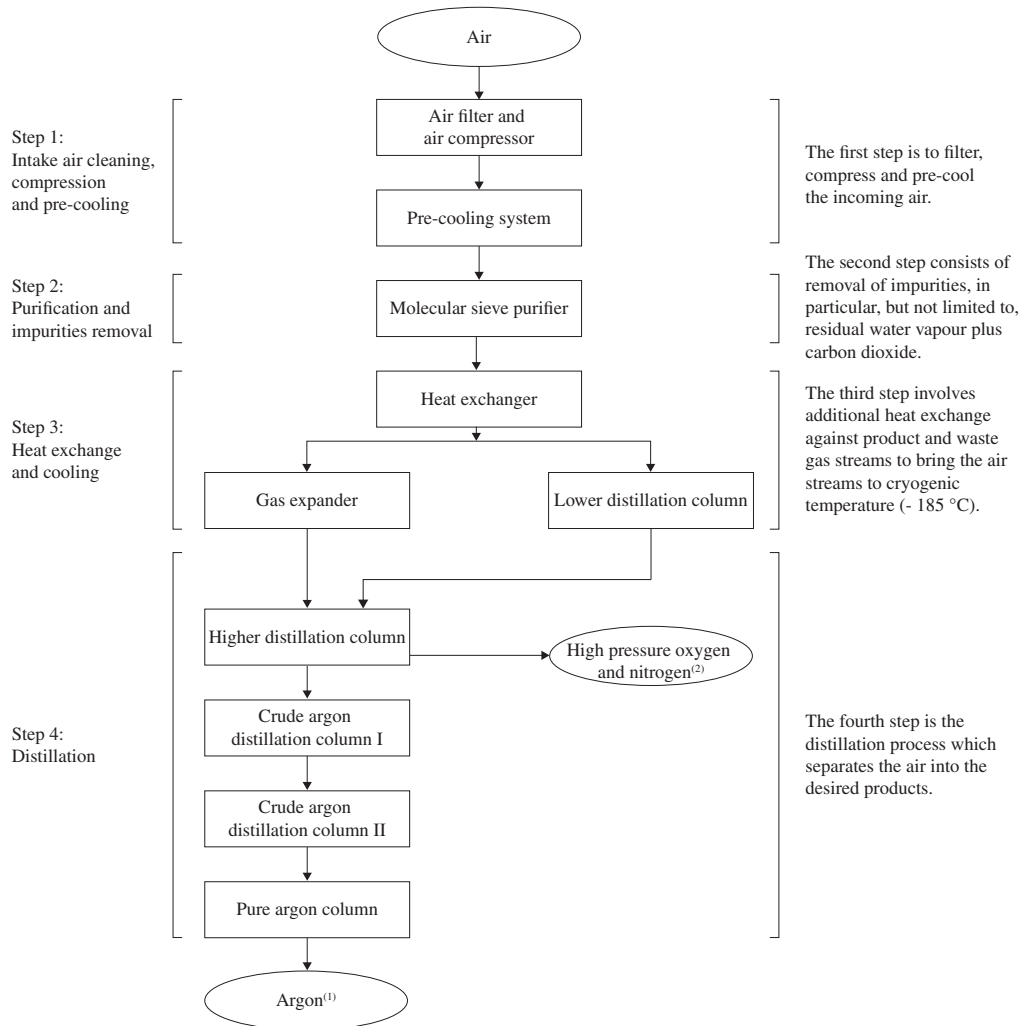 Air
Step 1:
Intake air cleaning,
compression
and pre-cooling
Air filter and
air compressor
Pre-cooling system
The first step is to filter,
compress and pre-cool
the incoming air.
Step 2:
Purification and
impurities removal
Molecular sieve purifier
The second step consists of
removal of impurities, in
particular, but not limited to,
residual water vapour plus
carbon dioxide.
Step 3:
Heat exchange
and cooling
Heat exchanger
Gas expander
Lower distillation column
The third step involves
additional heat exchange
against product and waste
gas streams to bring the air
streams to cryogenic
temperature (- 185 °C).
Step 4:
Distillation
Higher distillation column
High pressure oxygen
and nitrogen(2)
Crude argon
distillation column I
Crude argon
distillation column II
Pure argon column
The fourth step is the
distillation process which
separates the air into the
desired products.
Argon(1)